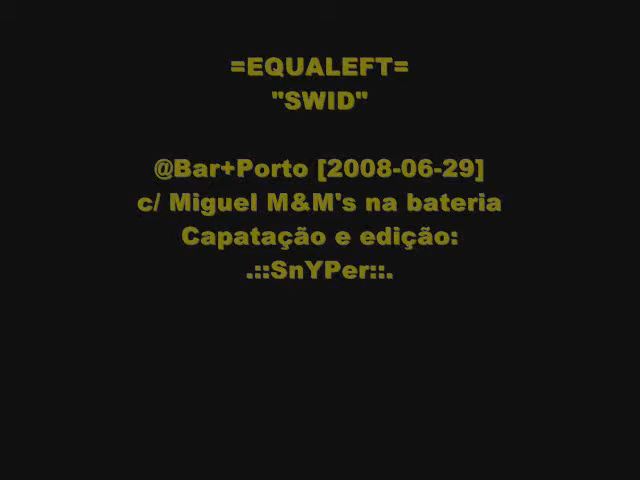 =EQUALEFT=
"SWID"
@Bar+Porto [2008-06-29]
c/ Miguel M&M's na bateria
Capatação e edição:
.::SnYPer::.